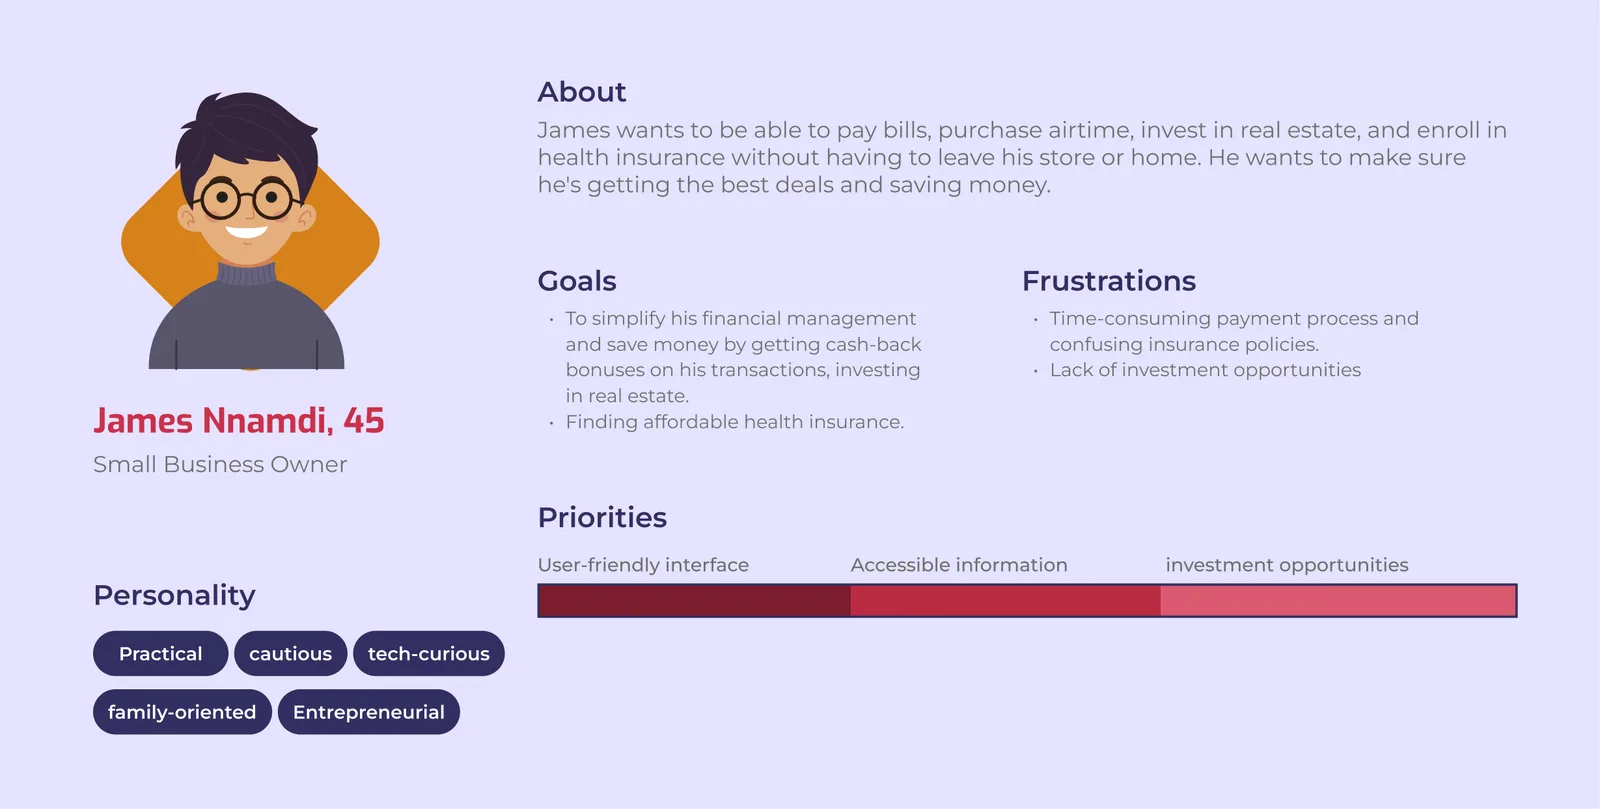 James Nnamdi, 45
Small Business Owner
Personality
Practical
cautious
tech-curious
family-oriented
Entrepreneurial
About
James wants to be able to pay bills, purchase airtime, invest in real estate, and enroll in
health insurance without having to leave his store or home. He wants to make sure
he's getting the best deals and saving money.
Goals
• To simplify his financial management
and save money by getting cash-back
bonuses on his transactions, investing
in real estate.
• Finding affordable health insurance.
Frustrations
• Time-consuming payment process and
confusing insurance policies.
• Lack of investment opportunities
Priorities
User-friendly interface
Accessible information
investment opportunities